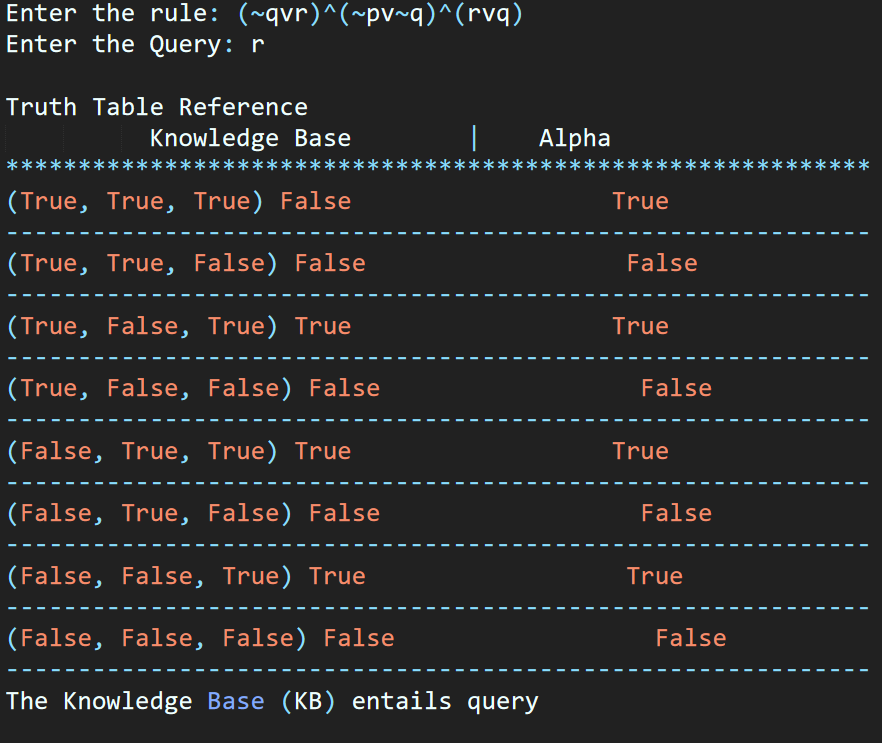 Enter the rule: (~qvr)^(~pv~q)^(rvq)
Enter the Query: r
Truth Table Reference
Knowledge Base | Alpha
************************************************************
(True, True, True) False True
------------------------------------------------------------
(True, True, False) False False
------------------------------------------------------------
(True, False, True) True True
------------------------------------------------------------
(True, False, False) False False
------------------------------------------------------------
(False, True, True) True True
------------------------------------------------------------
(False, True, False) False False
------------------------------------------------------------
(False, False, True) True True
------------------------------------------------------------
(False, False, False) False False
------------------------------------------------------------
The Knowledge Base (KB) entails query